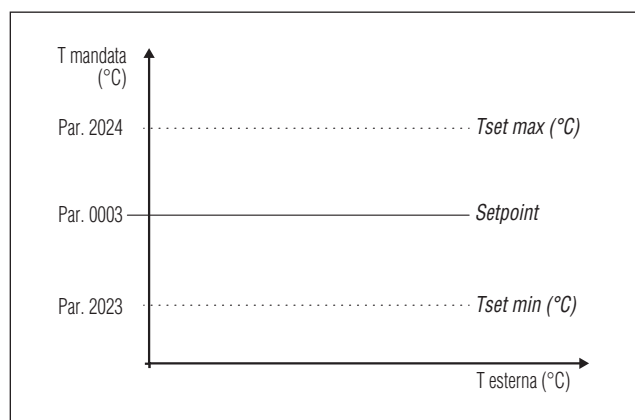 T mandata
(°C)
Par. 2024
Tset max (°C)
Par. 0003
Setpoint
Par. 2023
Tset min (°C)
T esterna (°C)